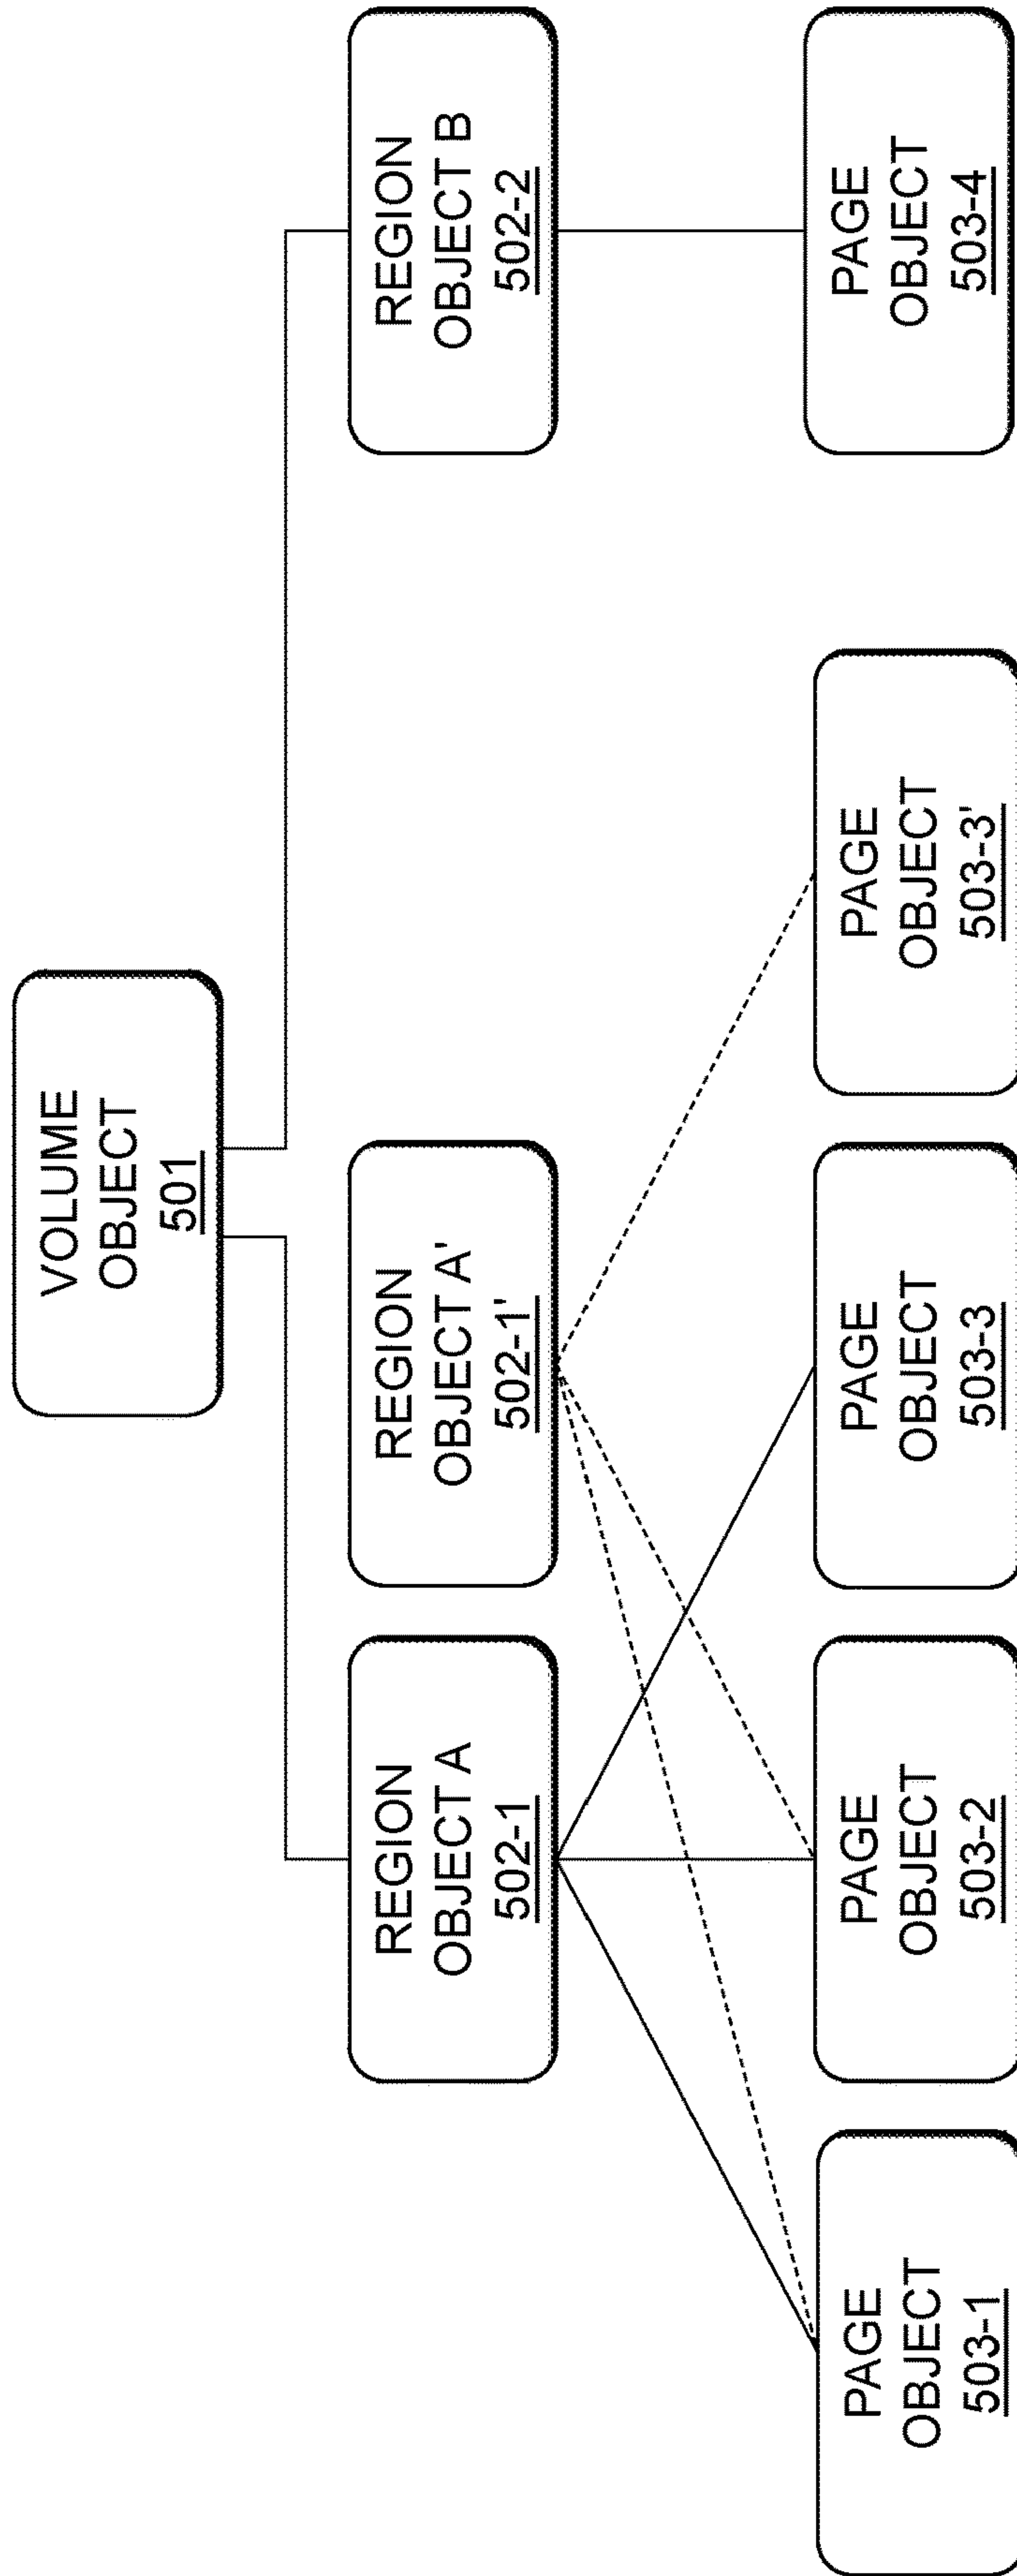 VOLUME
OBJECT
501
REGION
OBJECT A
502-1
REGION
OBJECT A'
502-1'
REGION
OBJECT B
502-2
PAGE
OBJECT
503-1
PAGE
OBJECT
503-2
PAGE
OBJECT
503-3
PAGE
OBJECT
503-3'
PAGE
OBJECT
503-4